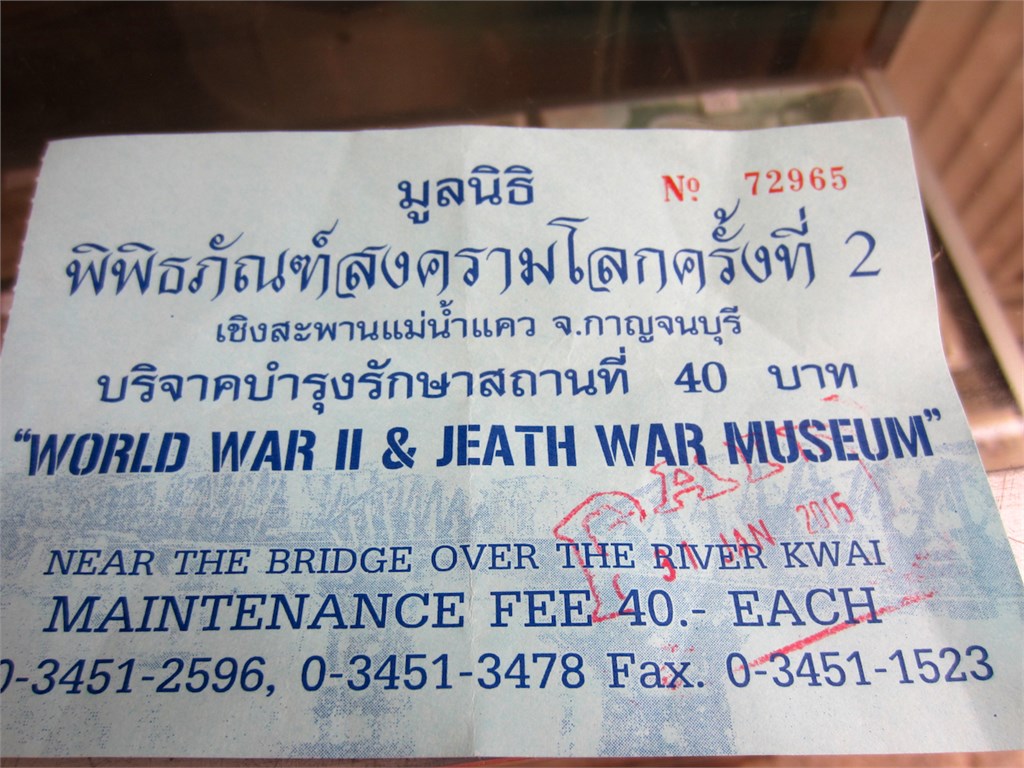 มูลนิธิ
Nº 72965
พิพิธภัณฑ์สงครามโลกครั้งที่ 2
เชิงสะพานแม่น้ำแคว จ.กาญจนบุรี
บริจาคบำรุงรักษาสถานที่ 40 บาท
"WORLD WAR II & JEATH WAR MUSEUM"
PAID
31 JAN 2015
NEAR THE BRIDGE OVER THE RIVER KWAI
MAINTENANCE FEE 40.- EACH
0-3451-2596, 0-3451-3478 Fax. 0-3451-1523